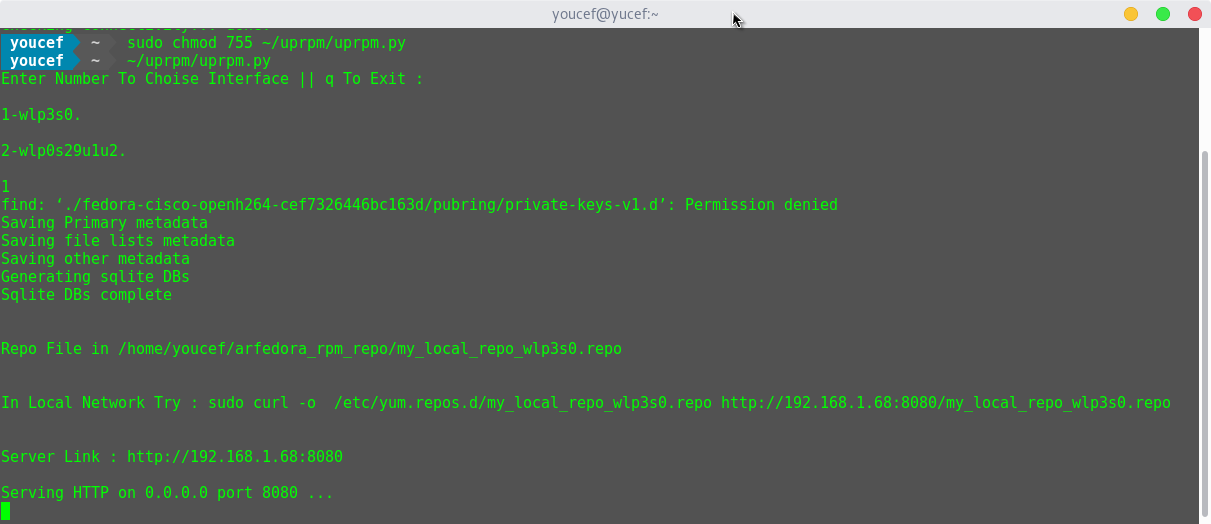 youcef@yucef:~
youcef ~ sudo chmod 755 ~/uprpm/uprpm.py
youcef ~ ~/uprpm/uprpm.py
Enter Number To Choise Interface || q To Exit :
1-wlp3s0.
2-wlp0s29u1u2.
1
find: ‘./fedora-cisco-openh264-cef7326446bc163d/pubring/private-keys-v1.d’: Permission denied
Saving Primary metadata
Saving file lists metadata
Saving other metadata
Generating sqlite DBs
Sqlite DBs complete
Repo File in /home/youcef/arfedora_rpm_repo/my_local_repo_wlp3s0.repo
In Local Network Try : sudo curl -o  /etc/yum.repos.d/my_local_repo_wlp3s0.repo http://192.168.1.68:8080/my_local_repo_wlp3s0.repo
Server Link : http://192.168.1.68:8080
Serving HTTP on 0.0.0.0 port 8080 ...